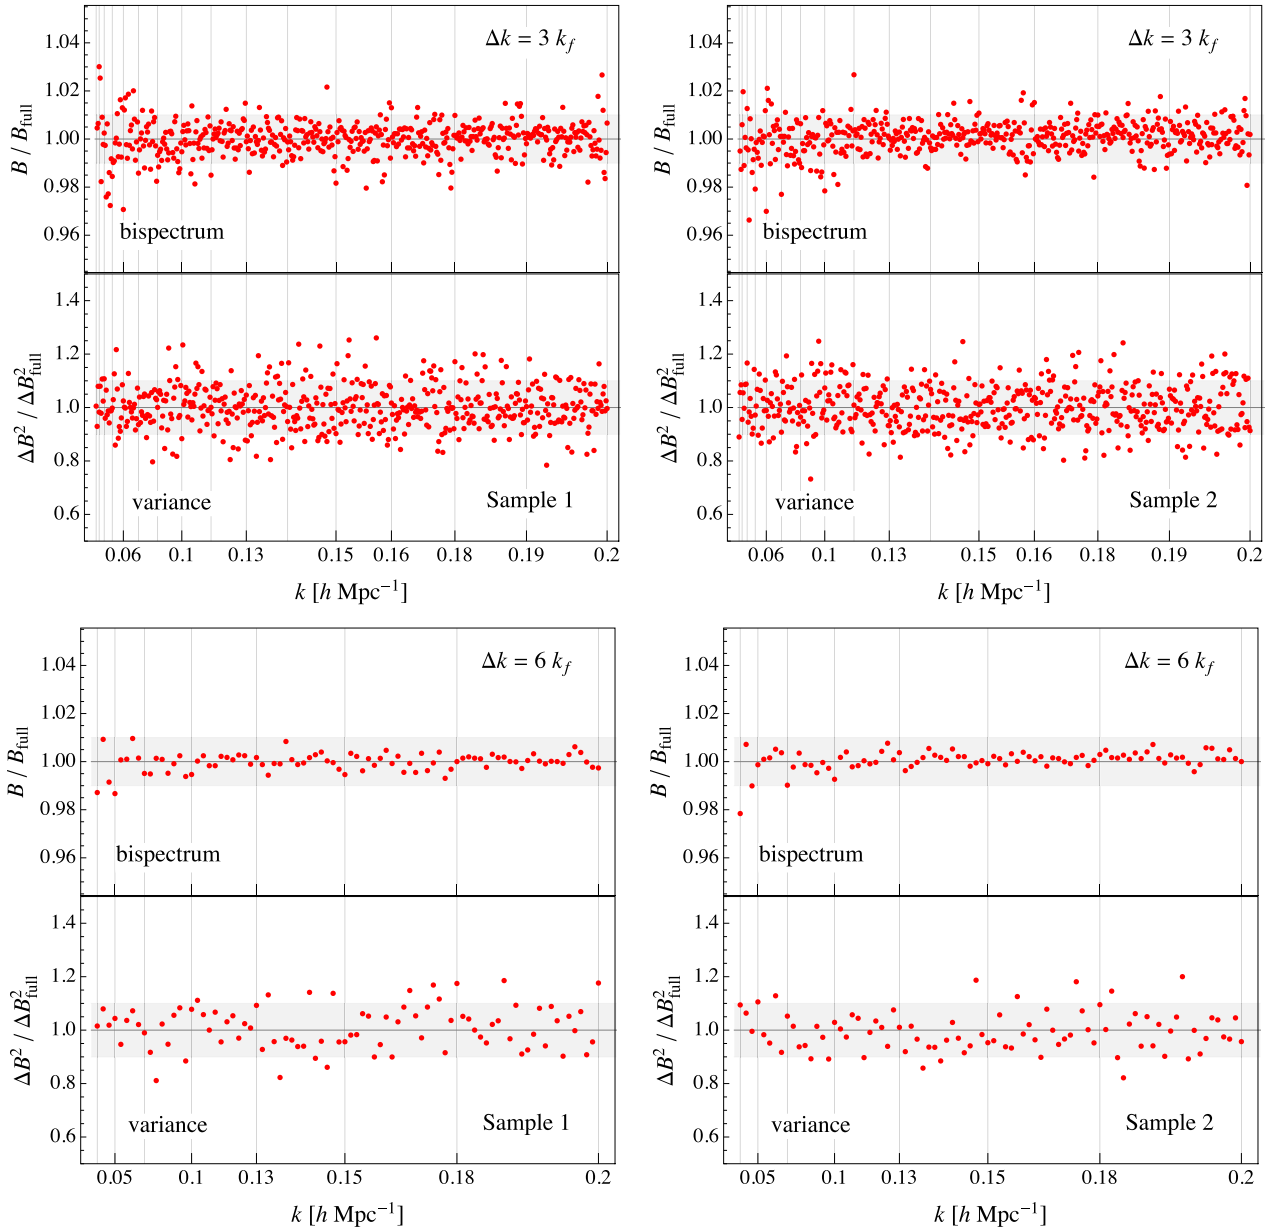 Δk = 3 k_f
B / B_full
1.04
1.02
1.00
0.98
0.96
bispectrum
ΔB² / ΔB²_full
1.4
1.2
1.0
0.8
0.6
variance
Sample 1
0.06 0.1 0.13 0.15 0.16 0.18 0.19 0.2
k [h Mpc⁻¹]
Δk = 3 k_f
B / B_full
1.04
1.02
1.00
0.98
0.96
bispectrum
ΔB² / ΔB²_full
1.4
1.2
1.0
0.8
0.6
variance
Sample 2
0.06 0.1 0.13 0.15 0.16 0.18 0.19 0.2
k [h Mpc⁻¹]
Δk = 6 k_f
B / B_full
1.04
1.02
1.00
0.98
0.96
bispectrum
ΔB² / ΔB²_full
1.4
1.2
1.0
0.8
0.6
variance
Sample 1
0.05 0.1 0.13 0.15 0.18 0.2
k [h Mpc⁻¹]
Δk = 6 k_f
B / B_full
1.04
1.02
1.00
0.98
0.96
bispectrum
ΔB² / ΔB²_full
1.4
1.2
1.0
0.8
0.6
variance
Sample 2
0.05 0.1 0.13 0.15 0.18 0.2
k [h Mpc⁻¹]